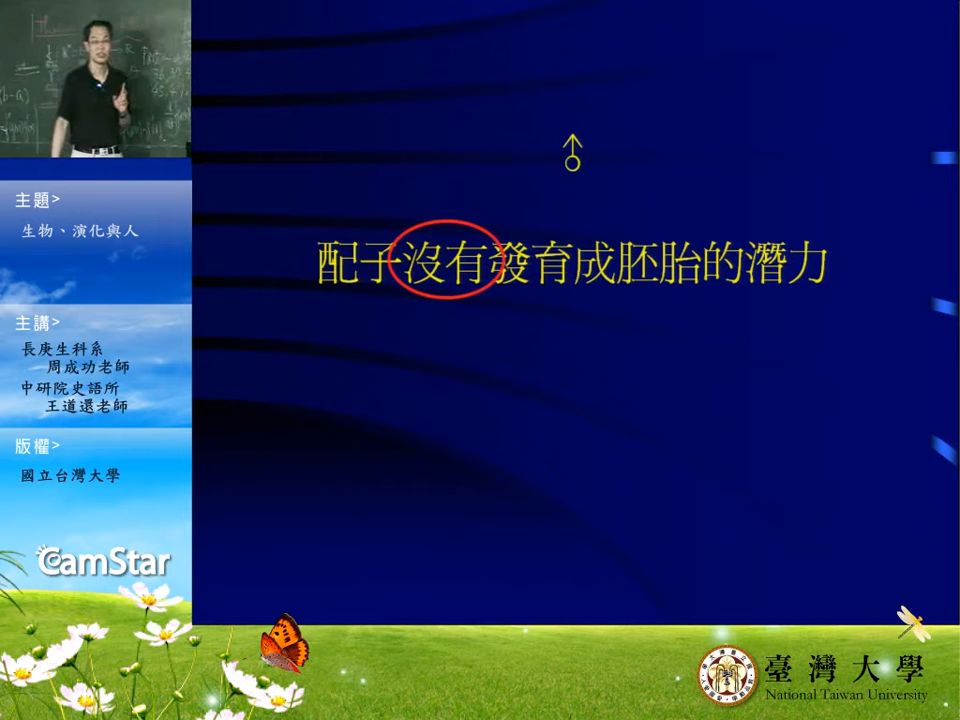 主題>
生物、演化與人
主講>
長庚生科系
周成功老師
中研院史語所
王道還老師
版權>
國立台灣大學
CamStar
配子沒有發育成胚胎的潛力
臺灣大學
National Taiwan University